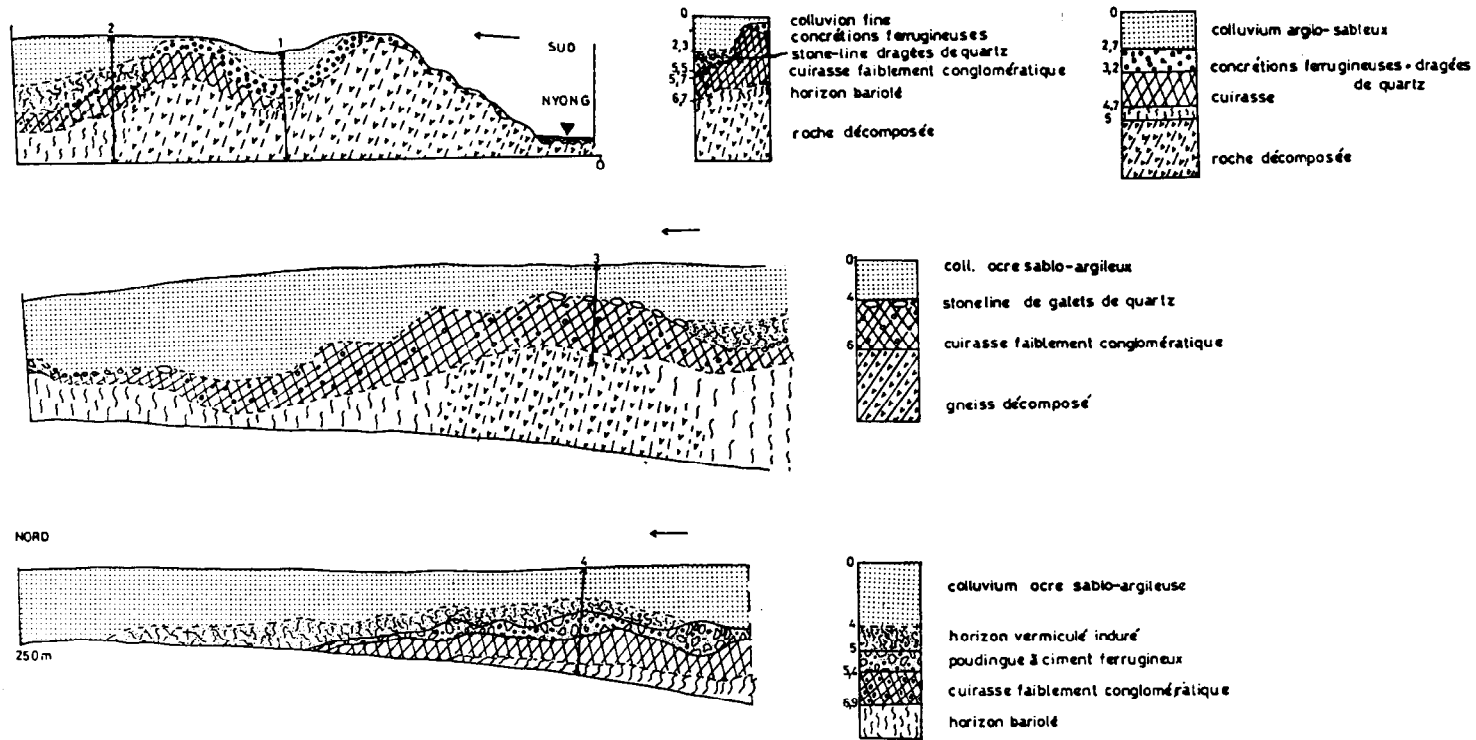 2
1
SUD
NYONG
0
0
2,3
5,5
5,7
6,7
colluvion fine
concrétions ferrugineuses
stone-line dragées de quartz
cuirasse faiblement conglomératique
horizon bariolé
roche décomposée
0
2,7
3,2
4,7
5
colluvium argio-sableux
concrétions ferrugineuses - dragées
de quartz
cuirasse
roche décomposée
3
0
4
6
coll. ocre sablo-argileux
stoneline de galets de quartz
cuirasse faiblement conglomératique
gneiss décomposé
NORD
4
250 m
0
4
5
5,4
6,9
colluvium ocre sablo-argileuse
horizon vermiculé induré
poudingue à ciment ferrugineux
cuirasse faiblement conglomératique
horizon bariolé